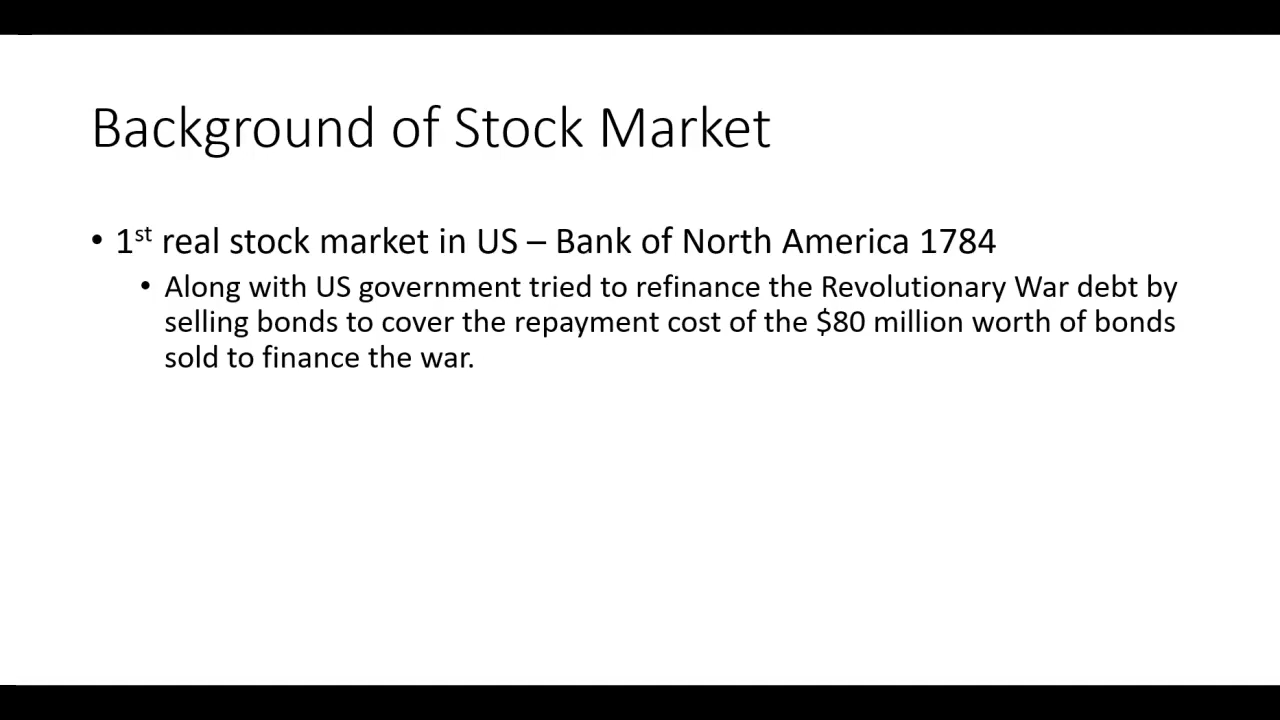 Background of Stock Market
• 1st real stock market in US – Bank of North America 1784
• Along with US government tried to refinance the Revolutionary War debt by
selling bonds to cover the repayment cost of the $80 million worth of bonds
sold to finance the war.